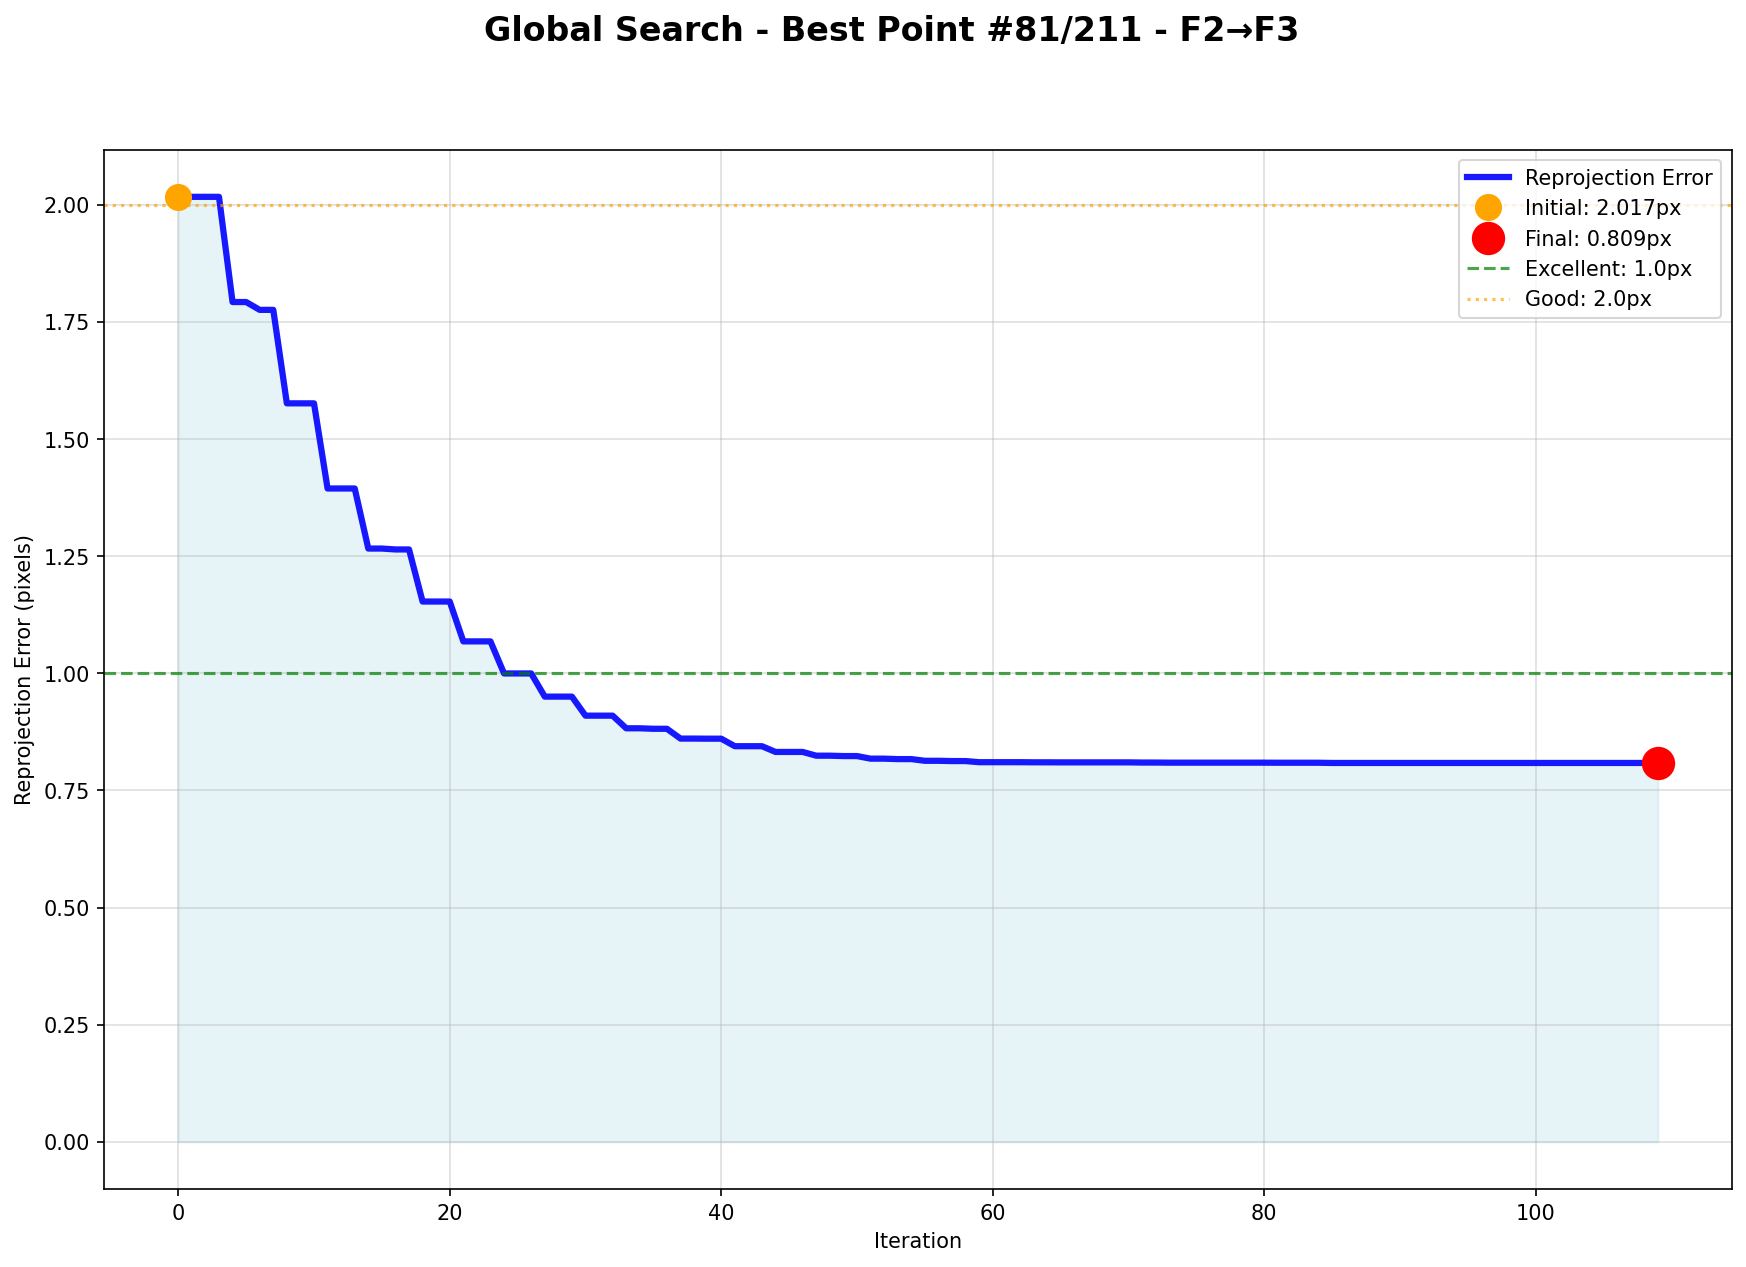 Global Search - Best Point #81/211 - F2→F3
Reprojection Error
Initial: 2.017px
Final: 0.809px
Excellent: 1.0px
Good: 2.0px
Reprojection Error (pixels)
2.00
1.75
1.50
1.25
1.00
0.75
0.50
0.25
0.00
0 20 40 60 80 100
Iteration